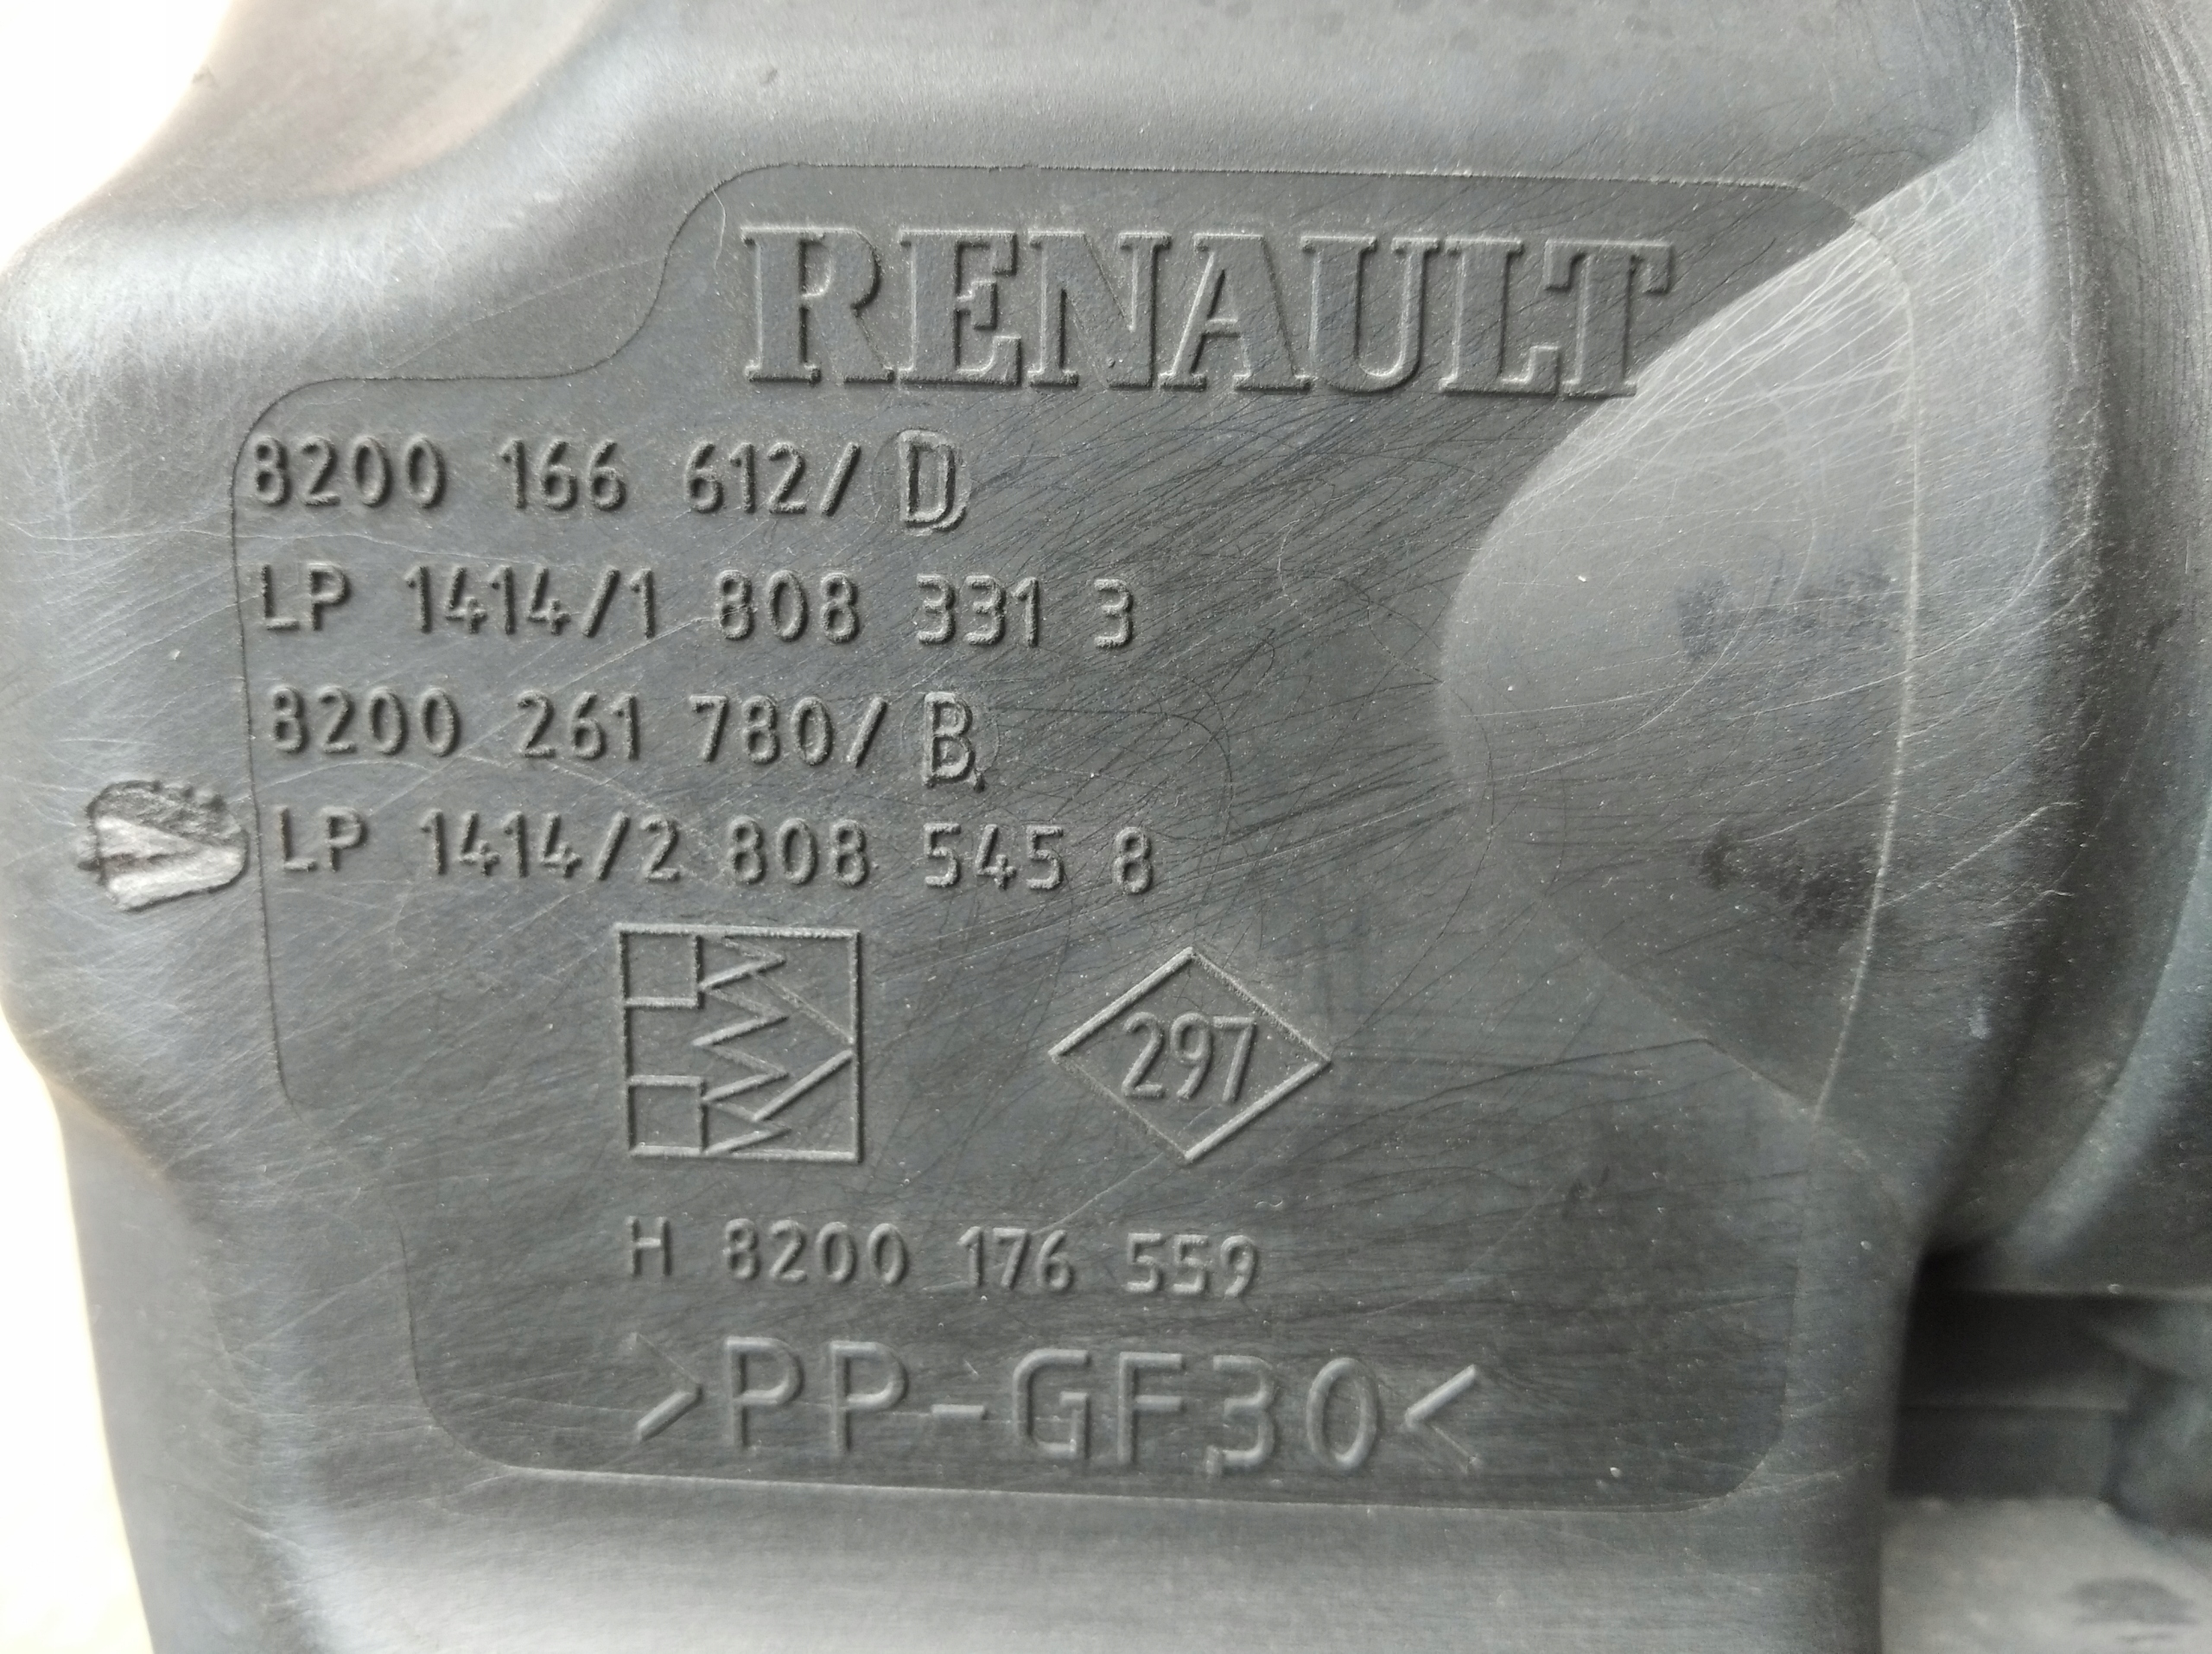 RENAULT
8200 166 612/ D
LP 1414/1 808 331 3
8200 261 780/ B
LP 1414/2 808 545 8
297
H 8200 176 559
>PP-GF30<